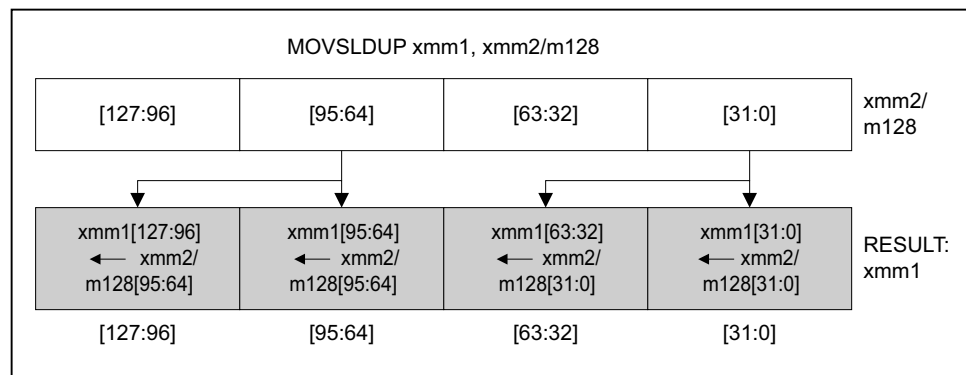 MOVSLDUP xmm1, xmm2/m128
[127:96] [95:64] [63:32] [31:0]
xmm2/
m128
xmm1[127:96] xmm1[95:64] xmm1[63:32] xmm1[31:0]
← xmm2/ ← xmm2/ ← xmm2/ ← xmm2/
m128[95:64] m128[95:64] m128[31:0] m128[31:0]
RESULT:
xmm1
[127:96] [95:64] [63:32] [31:0]